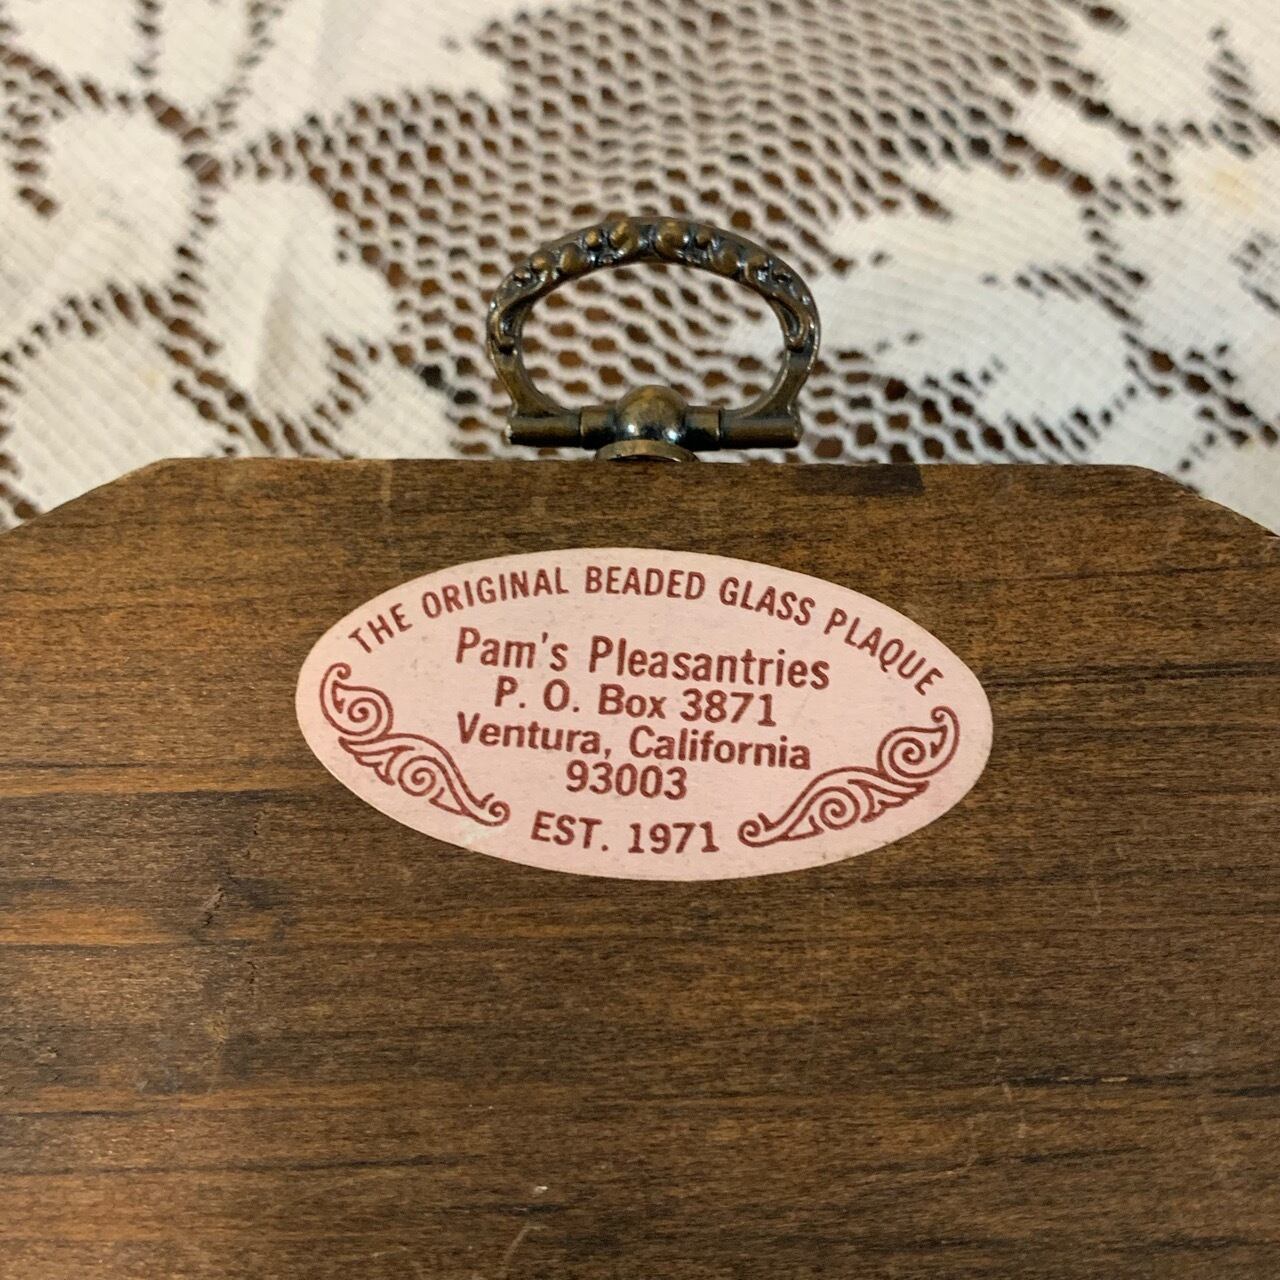 THE ORIGINAL BEADED GLASS PLAQUE
Pam's Pleasantries
P. O. Box 3871
Ventura, California
93003
EST. 1971